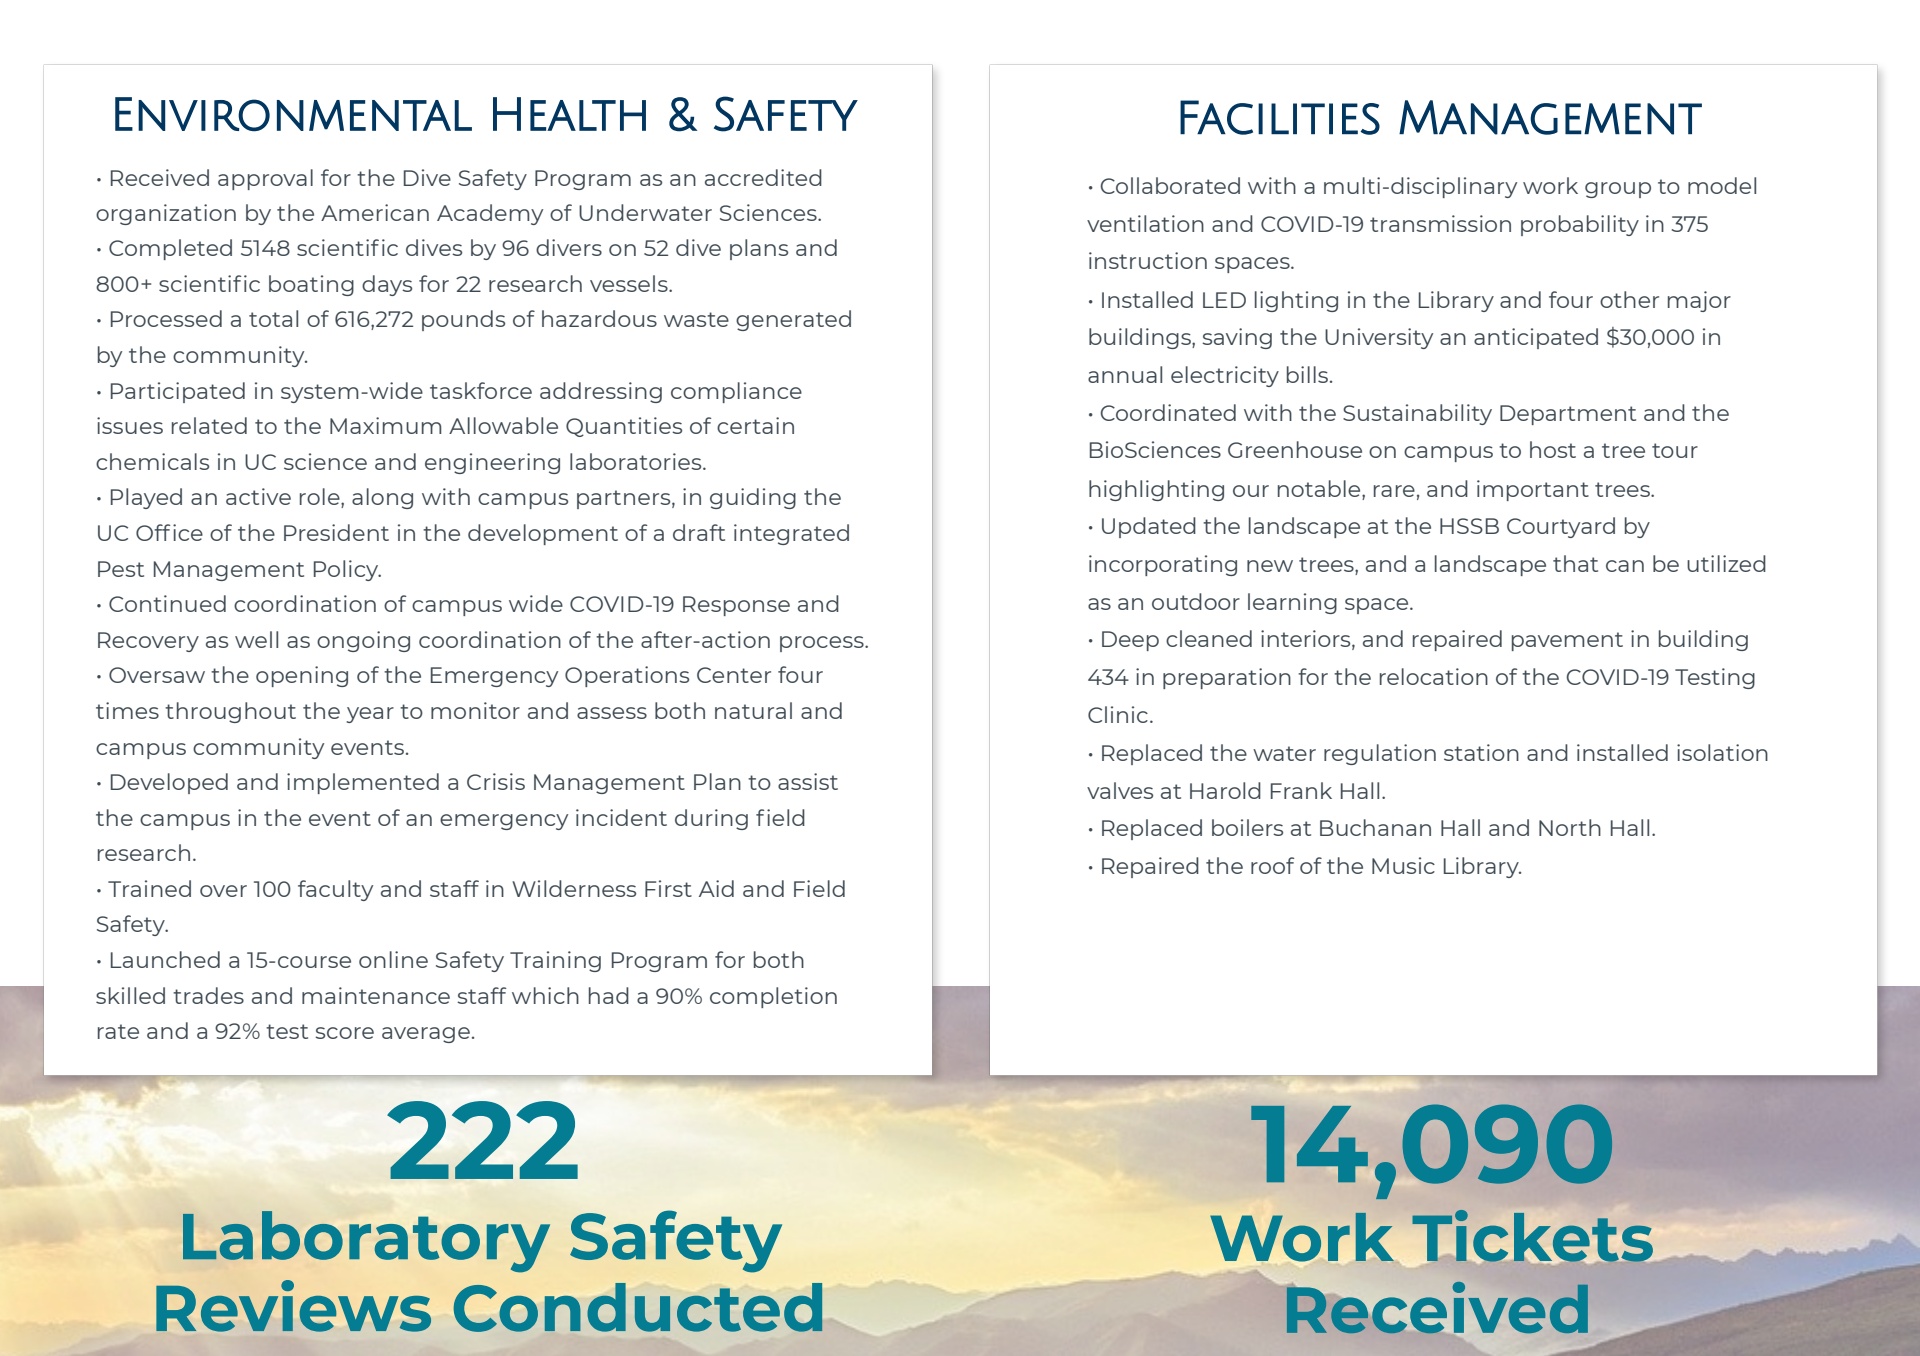 Environmental Health & Safety
• Received approval for the Dive Safety Program as an accredited
organization by the American Academy of Underwater Sciences.
• Completed 5148 scientific dives by 96 divers on 52 dive plans and
800+ scientific boating days for 22 research vessels.
• Processed a total of 616,272 pounds of hazardous waste generated
by the community.
• Participated in system-wide taskforce addressing compliance
issues related to the Maximum Allowable Quantities of certain
chemicals in UC science and engineering laboratories.
• Played an active role, along with campus partners, in guiding the
UC Office of the President in the development of a draft integrated
Pest Management Policy.
• Continued coordination of campus wide COVID-19 Response and
Recovery as well as ongoing coordination of the after-action process.
• Oversaw the opening of the Emergency Operations Center four
times throughout the year to monitor and assess both natural and
campus community events.
• Developed and implemented a Crisis Management Plan to assist
the campus in the event of an emergency incident during field
research.
• Trained over 100 faculty and staff in Wilderness First Aid and Field
Safety.
• Launched a 15-course online Safety Training Program for both
skilled trades and maintenance staff which had a 90% completion
rate and a 92% test score average.
222
Laboratory Safety
Reviews Conducted
Facilities Management
• Collaborated with a multi-disciplinary work group to model
ventilation and COVID-19 transmission probability in 375
instruction spaces.
• Installed LED lighting in the Library and four other major
buildings, saving the University an anticipated $30,000 in
annual electricity bills.
• Coordinated with the Sustainability Department and the
BioSciences Greenhouse on campus to host a tree tour
highlighting our notable, rare, and important trees.
• Updated the landscape at the HSSB Courtyard by
incorporating new trees, and a landscape that can be utilized
as an outdoor learning space.
• Deep cleaned interiors, and repaired pavement in building
434 in preparation for the relocation of the COVID-19 Testing
Clinic.
• Replaced the water regulation station and installed isolation
valves at Harold Frank Hall.
• Replaced boilers at Buchanan Hall and North Hall.
• Repaired the roof of the Music Library.
14,090
Work Tickets
Received